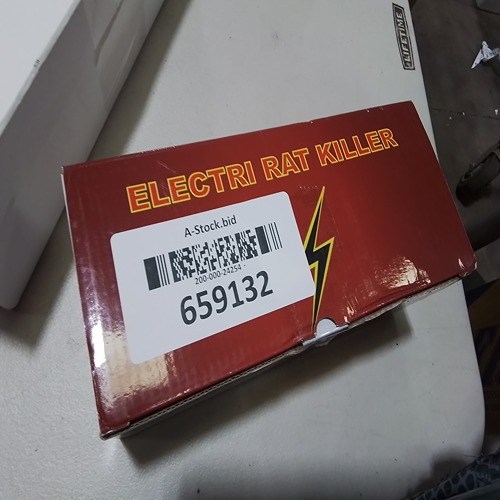 LIFETIME
ELECTRI RAT KILLER
A-Stock.bid
200-000-24254 -
659132